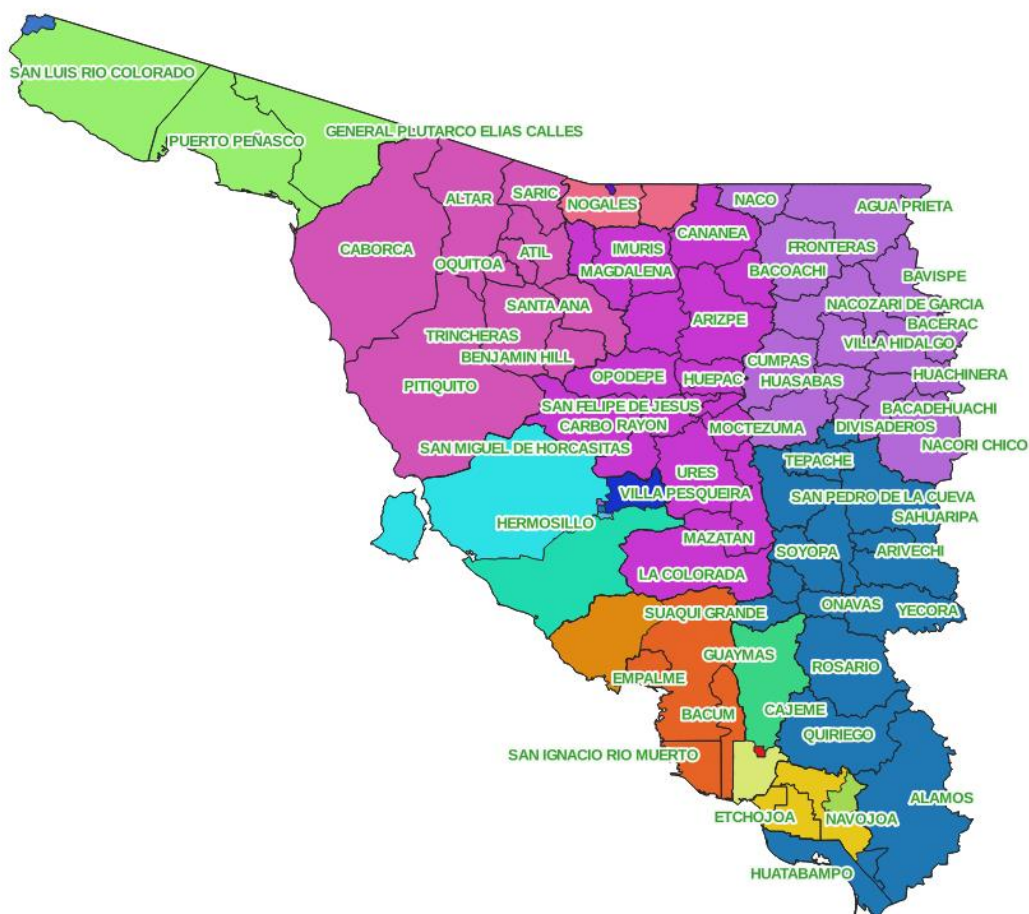 SAN LUIS RIO COLORADO
PUERTO PEÑASCO
GENERAL PLUTARCO ELIAS CALLES
ALTAR
SARIC
NOGALES
NACO
AGUA PRIETA
CABORCA
OQUITOA
ATIL
IMURIS
MAGDALENA
CANANEA
FRONTERAS
BACOACHI
BAVISPE
SANTA ANA
ARIZPE
NACOZARI DE GARCIA
BACERAC
TRINCHERAS
VILLA HIDALGO
BENJAMIN HILL
CUMPAS
PITIQUITO
OPODEPE
HUEPAC
HUASABAS
HUACHINERA
SAN FELIPE DE JESUS
BACADEHUACHI
CARBO
RAYON
MOCTEZUMA
DIVISADEROS
SAN MIGUEL DE HORCASITAS
NACORI CHICO
TEPACHE
URES
VILLA PESQUEIRA
SAN PEDRO DE LA CUEVA
HERMOSILLO
SAHUARIPA
MAZATAN
SOYOPA
ARIVECHI
LA COLORADA
SUAQUI GRANDE
ONAVAS
YECORA
GUAYMAS
ROSARIO
EMPALME
BACUM
CAJEME
QUIRIEGO
SAN IGNACIO RIO MUERTO
ALAMOS
ETCHOJOA
NAVOJOA
HUATABAMPO